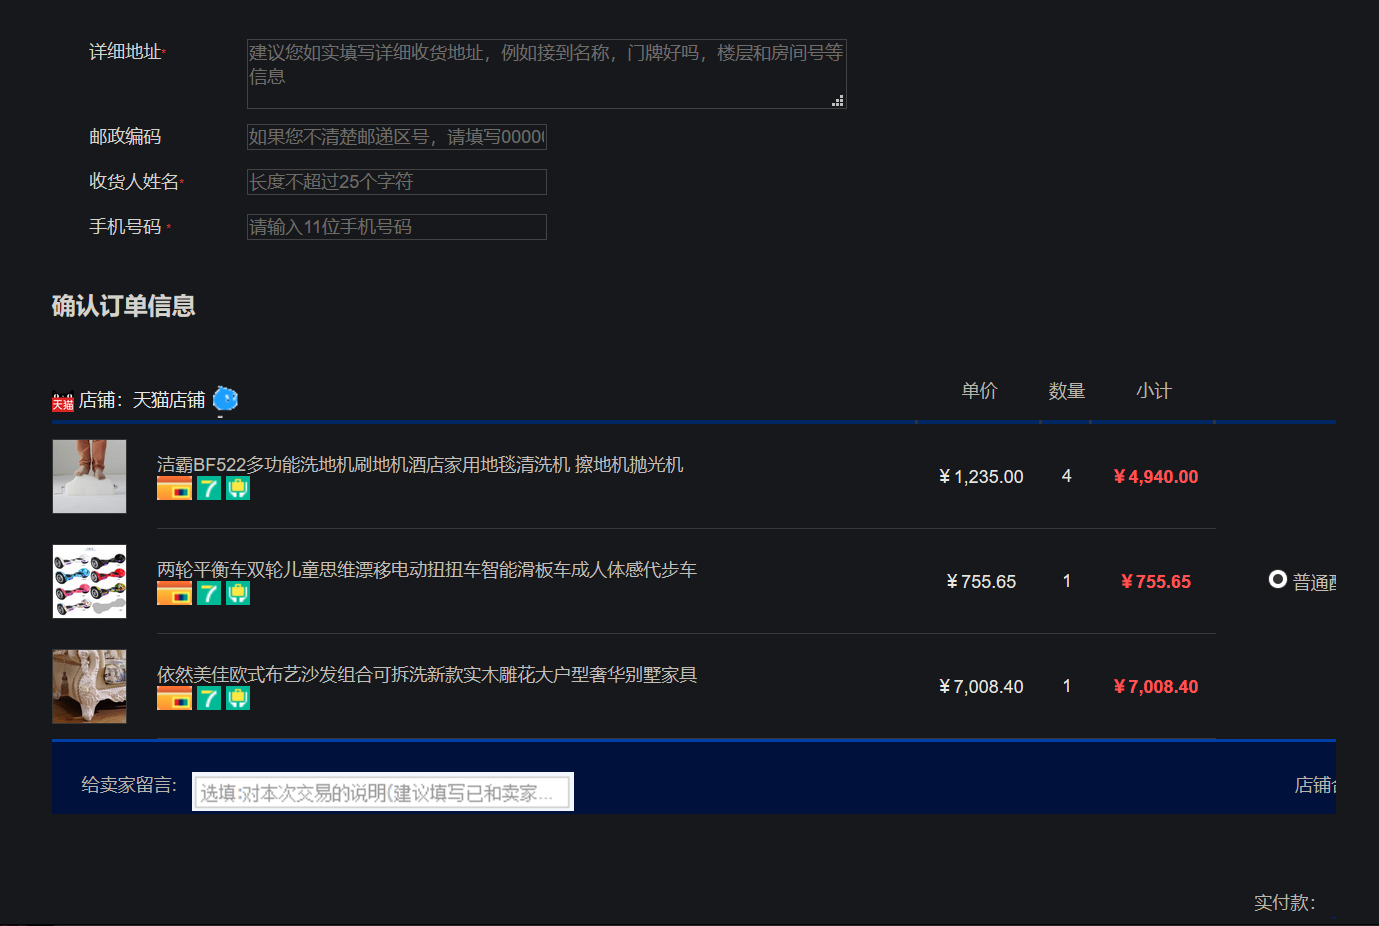 详细地址*
建议您如实填写详细收货地址，例如接到名称，门牌好吗，楼层和房间号等
信息
邮政编码
如果您不清楚邮递区号，请填写0000
收货人姓名*
长度不超过25个字符
手机号码 *
请输入11位手机号码
确认订单信息
天猫 店铺：天猫店铺
单价 数量 小计
洁霸BF522多功能洗地机刷地机酒店家用地毯清洗机 擦地机抛光机
7
¥1,235.00 4 ¥4,940.00
两轮平衡车双轮儿童思维漂移电动扭扭车智能滑板车成人体感代步车
7
¥755.65 1 ¥755.65
普通
依然美佳欧式布艺沙发组合可拆洗新款实木雕花大户型奢华别墅家具
7
¥7,008.40 1 ¥7,008.40
给卖家留言: 选填:对本次交易的说明(建议填写已和卖家...
店铺
实付款：